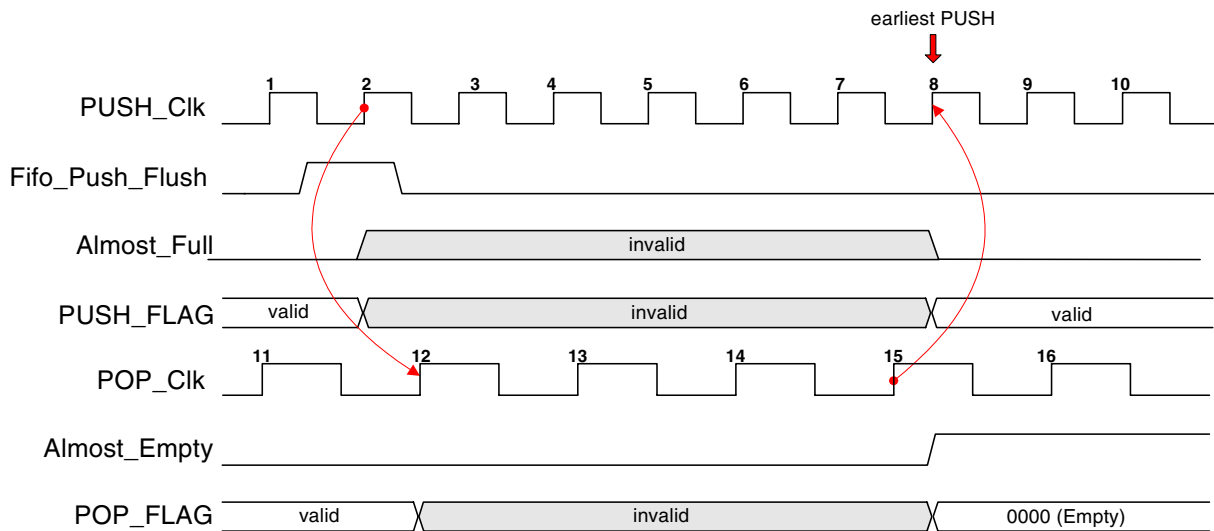 earliest PUSH
1 2 3 4 5 6 7 8 9 10
PUSH_Clk
Fifo_Push_Flush
Almost_Full invalid
PUSH_FLAG valid invalid valid
11 12 13 14 15 16
POP_Clk
Almost_Empty
POP_FLAG valid invalid 0000 (Empty)